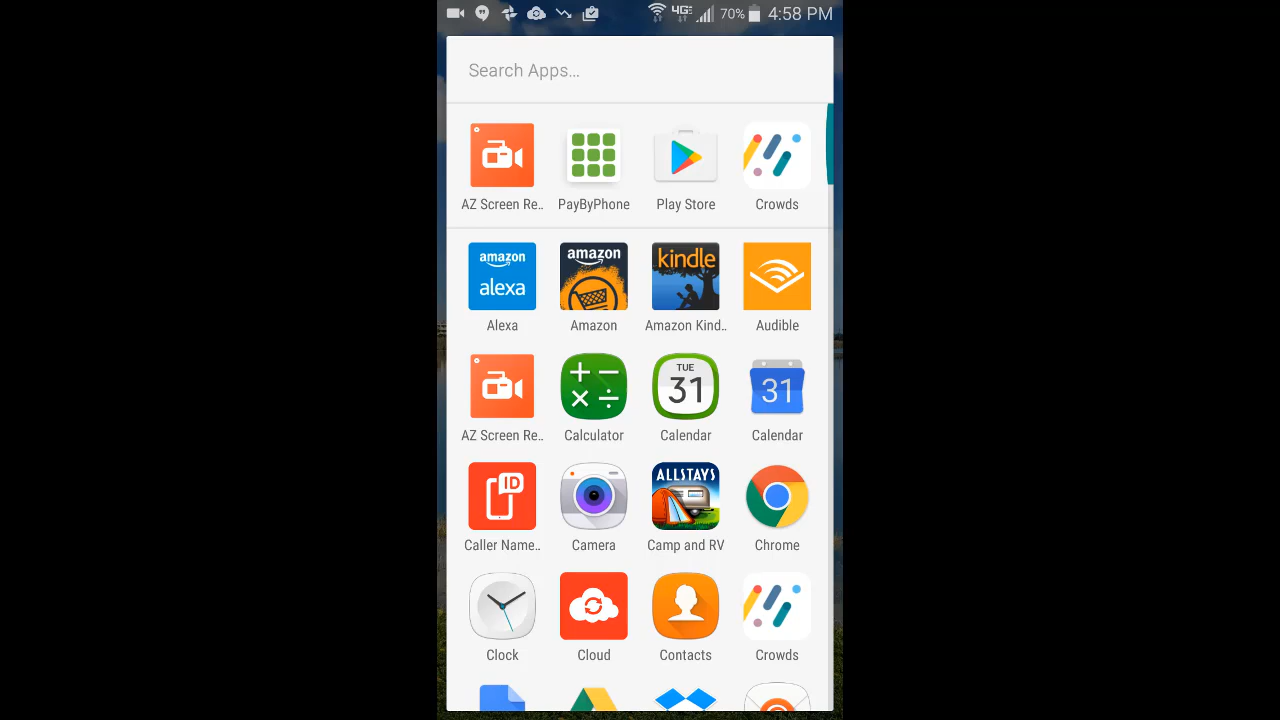 4G 70% 4:58 PM
Search Apps...
AZ Screen Re.. PayByPhone Play Store Crowds
amazon alexa amazon kindle
Alexa Amazon Amazon Kind.. Audible
TUE
31 31
AZ Screen Re.. Calculator Calendar Calendar
ID ALLSTAYS
Caller Name.. Camera Camp and RV Chrome
Clock Cloud Contacts Crowds